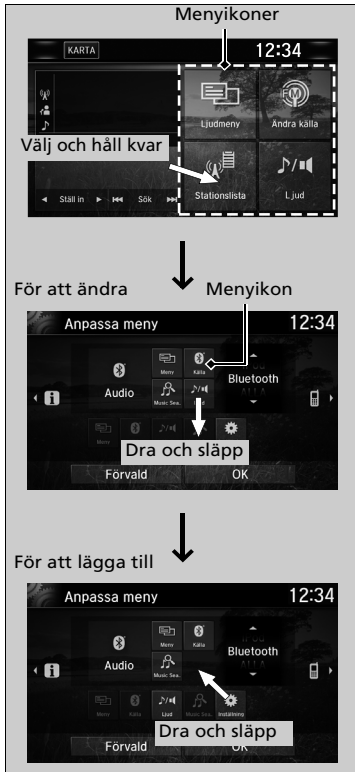 Menyikoner
KARTA 12:34
Ljudmeny Ändra källa
Välj och håll kvar
Ställ in Sök Stationslista Ljud
För att ändra Menyikon
Anpassa meny 12:34
Meny Källa
Audio Bluetooth
Music Sea.
Dra och släpp
Förvald OK
För att lägga till
Anpassa meny 12:34
Meny Källa
Audio Bluetooth
Music Sea.
Meny Källa Ljud Music Sea. Inställning
Dra och släpp
Förvald OK